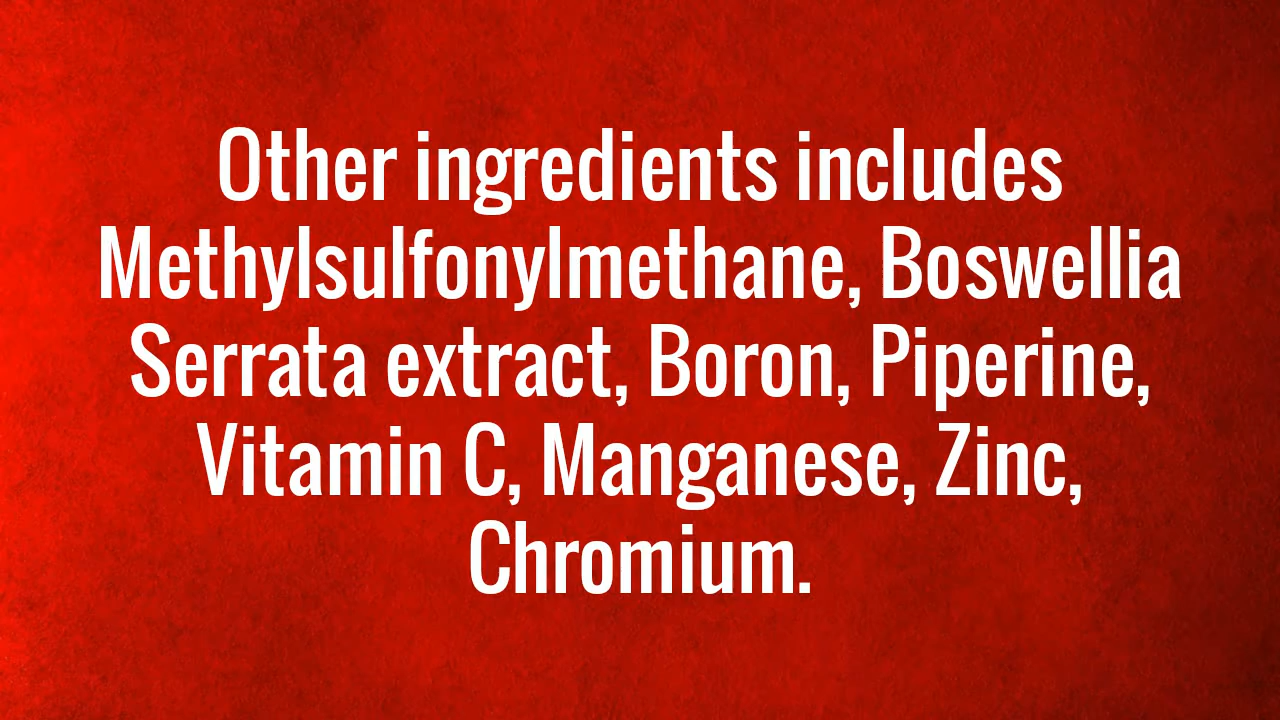 Other ingredients includes
Methylsulfonylmethane, Boswellia
Serrata extract, Boron, Piperine,
Vitamin C, Manganese, Zinc,
Chromium.